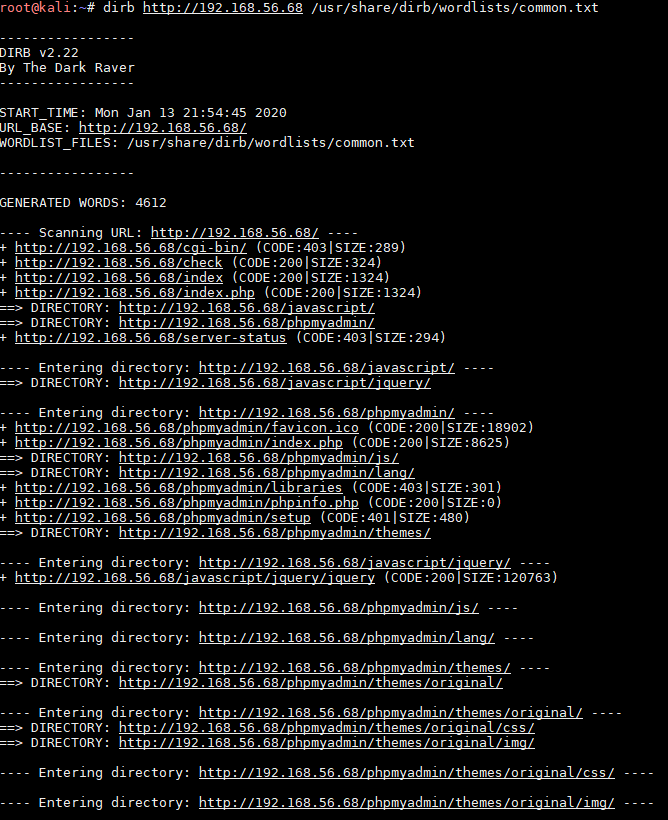 root@kali:~# dirb http://192.168.56.68 /usr/share/dirb/wordlists/common.txt
-----------------
DIRB v2.22
By The Dark Raver
-----------------
START_TIME: Mon Jan 13 21:54:45 2020
URL_BASE: http://192.168.56.68/
WORDLIST_FILES: /usr/share/dirb/wordlists/common.txt
-----------------
GENERATED WORDS: 4612
---- Scanning URL: http://192.168.56.68/ ----
+ http://192.168.56.68/cgi-bin/ (CODE:403|SIZE:289)
+ http://192.168.56.68/check (CODE:200|SIZE:324)
+ http://192.168.56.68/index (CODE:200|SIZE:1324)
+ http://192.168.56.68/index.php (CODE:200|SIZE:1324)
==> DIRECTORY: http://192.168.56.68/javascript/
==> DIRECTORY: http://192.168.56.68/phpmyadmin/
+ http://192.168.56.68/server-status (CODE:403|SIZE:294)
---- Entering directory: http://192.168.56.68/javascript/ ----
==> DIRECTORY: http://192.168.56.68/javascript/jquery/
---- Entering directory: http://192.168.56.68/phpmyadmin/ ----
+ http://192.168.56.68/phpmyadmin/favicon.ico (CODE:200|SIZE:18902)
+ http://192.168.56.68/phpmyadmin/index.php (CODE:200|SIZE:8625)
==> DIRECTORY: http://192.168.56.68/phpmyadmin/js/
==> DIRECTORY: http://192.168.56.68/phpmyadmin/lang/
+ http://192.168.56.68/phpmyadmin/libraries (CODE:403|SIZE:301)
+ http://192.168.56.68/phpmyadmin/phpinfo.php (CODE:200|SIZE:0)
+ http://192.168.56.68/phpmyadmin/setup (CODE:401|SIZE:480)
==> DIRECTORY: http://192.168.56.68/phpmyadmin/themes/
---- Entering directory: http://192.168.56.68/javascript/jquery/ ----
+ http://192.168.56.68/javascript/jquery/jquery (CODE:200|SIZE:120763)
---- Entering directory: http://192.168.56.68/phpmyadmin/js/ ----
---- Entering directory: http://192.168.56.68/phpmyadmin/lang/ ----
---- Entering directory: http://192.168.56.68/phpmyadmin/themes/ ----
==> DIRECTORY: http://192.168.56.68/phpmyadmin/themes/original/
---- Entering directory: http://192.168.56.68/phpmyadmin/themes/original/ ----
==> DIRECTORY: http://192.168.56.68/phpmyadmin/themes/original/css/
==> DIRECTORY: http://192.168.56.68/phpmyadmin/themes/original/img/
---- Entering directory: http://192.168.56.68/phpmyadmin/themes/original/css/ ----
---- Entering directory: http://192.168.56.68/phpmyadmin/themes/original/img/ ----